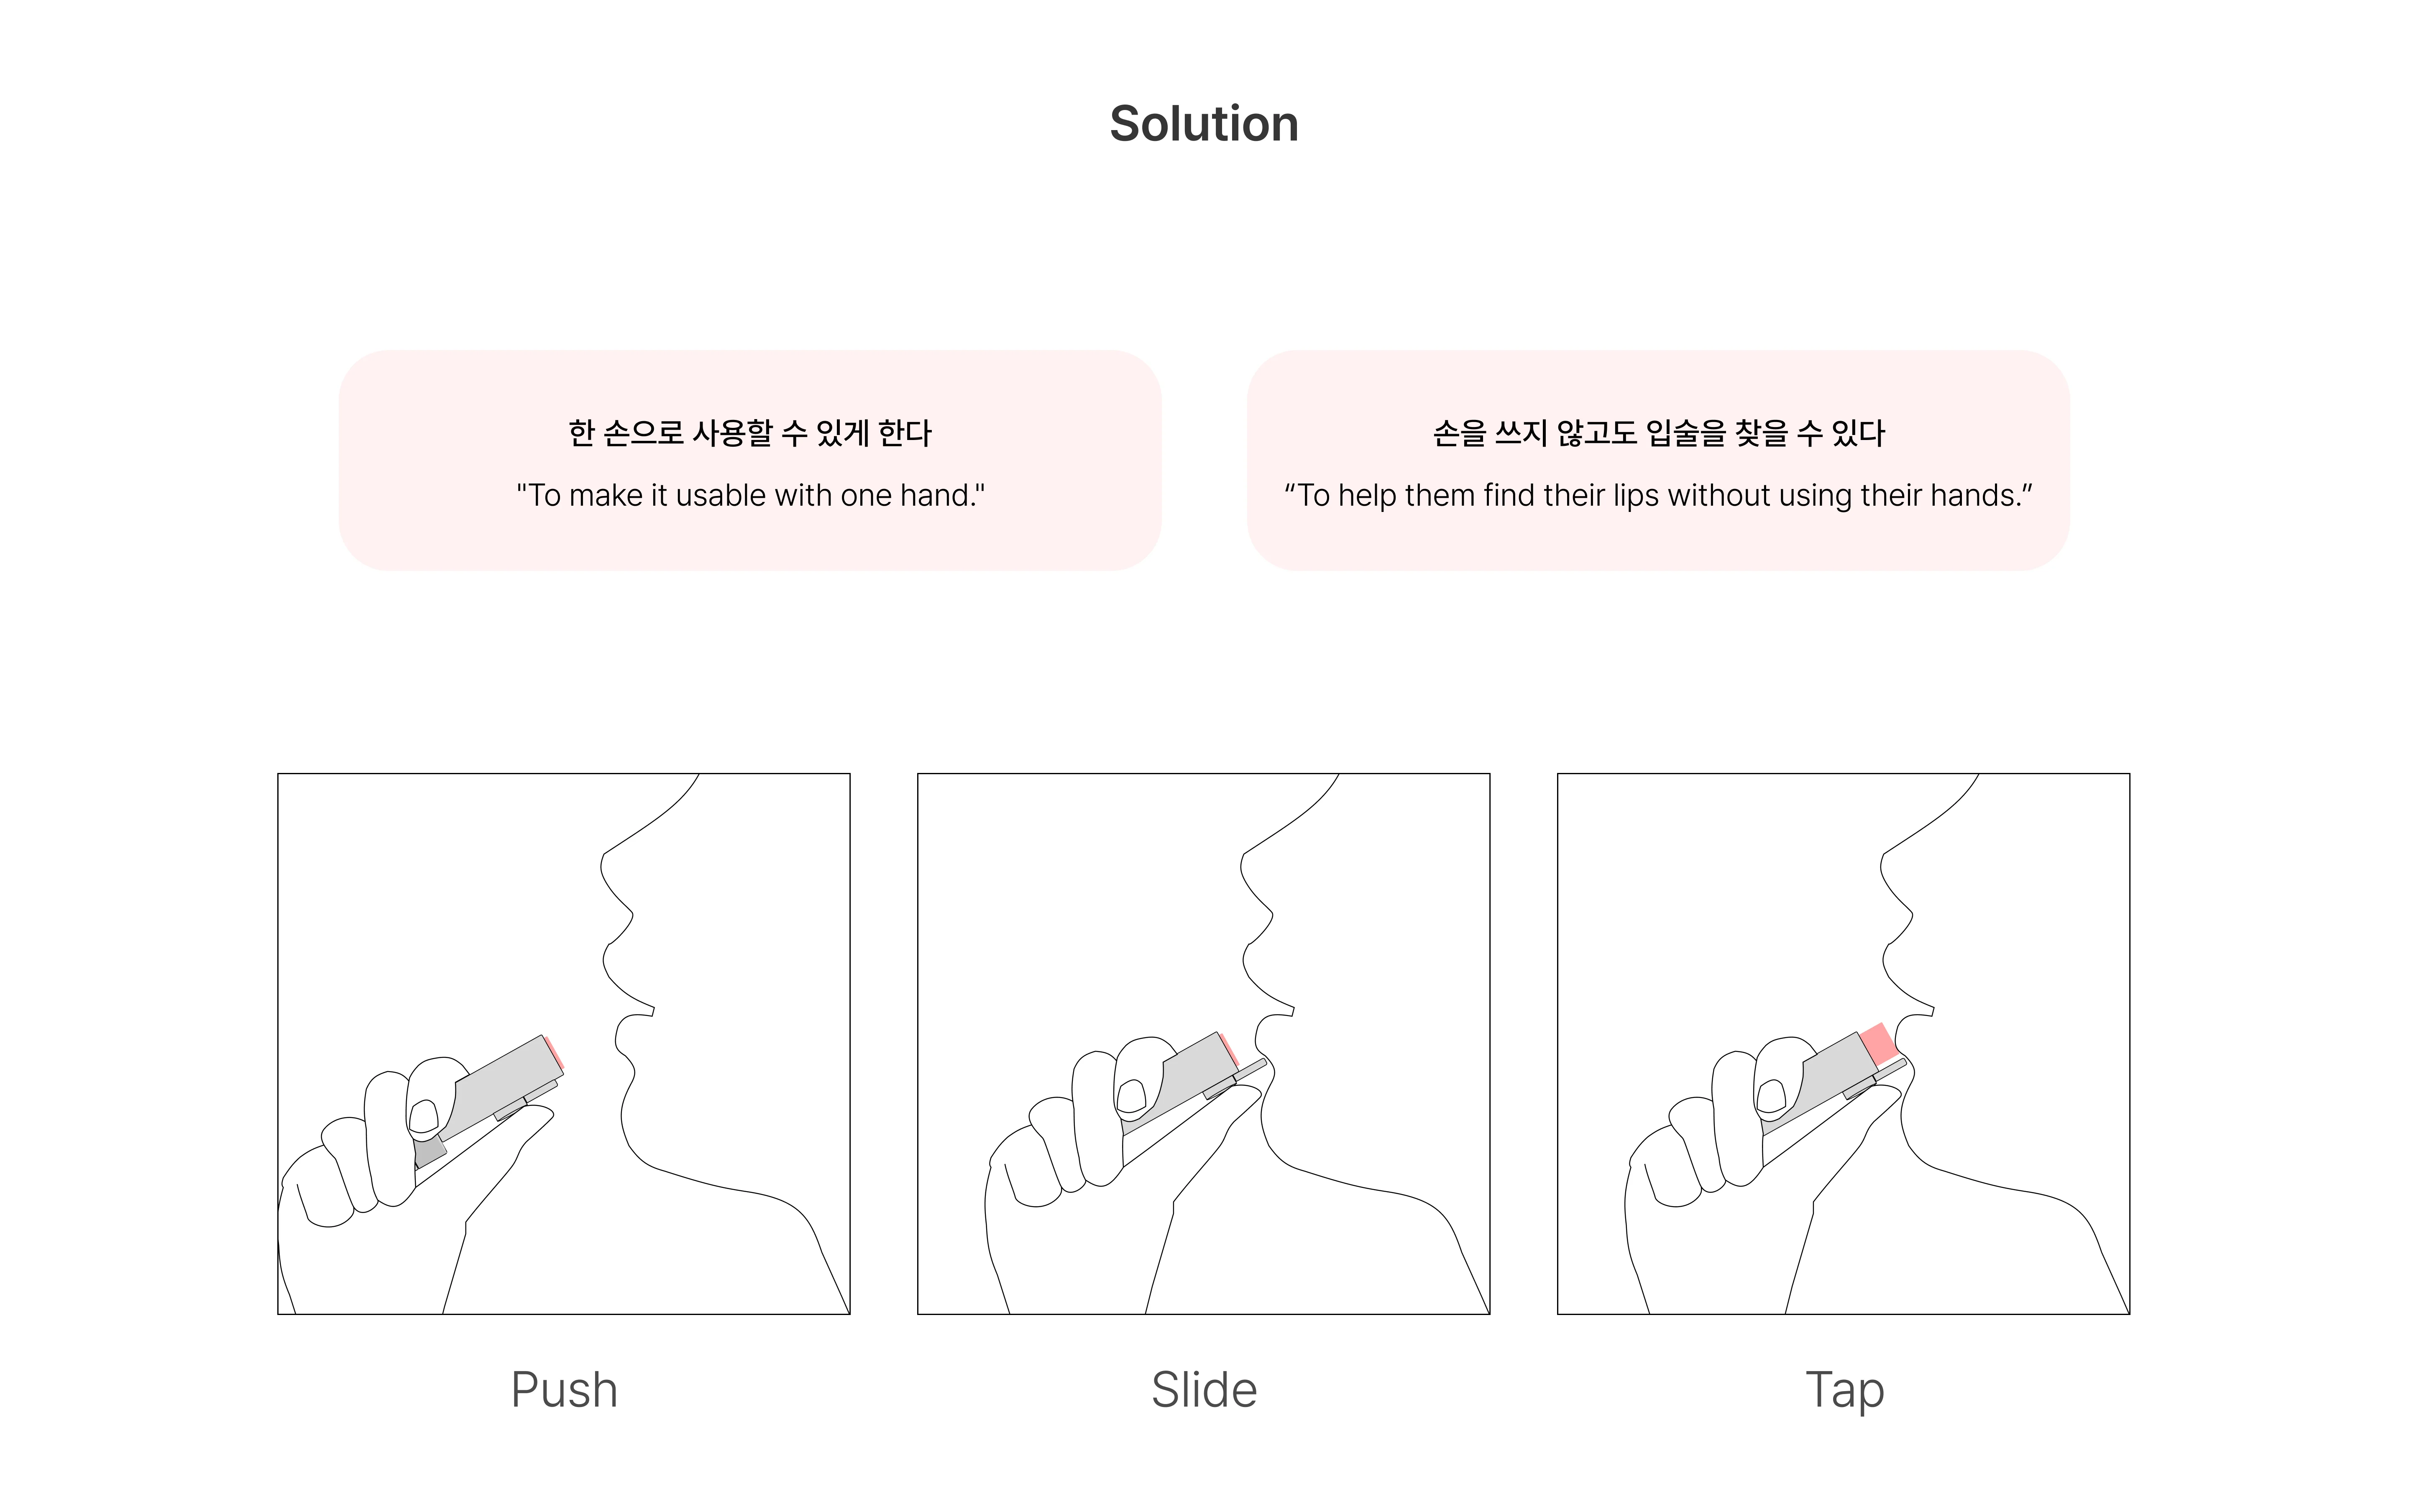 Solution
한 손으로 사용할 수 있게 한다
"To make it usable with one hand."
손을 쓰지 않고도 입술을 찾을 수 있다
“To help them find their lips without using their hands.”
Push
Slide
Tap